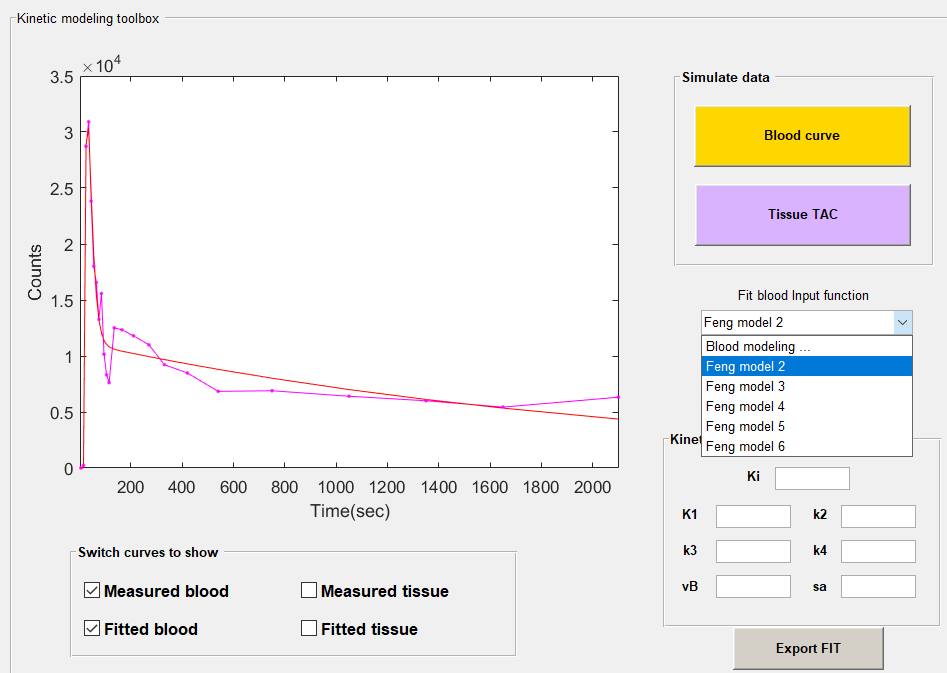 Kinetic modeling toolbox
×10^4
3.5
3
2.5
2
1.5
1
0.5
0
Counts
200 400 600 800 1000 1200 1400 1600 1800 2000
Time(sec)
Switch curves to show
Measured blood
Measured tissue
Fitted blood
Fitted tissue
Simulate data
Blood curve
Tissue TAC
Fit blood Input function
Feng model 2
Blood modeling ...
Feng model 2
Feng model 3
Feng model 4
Feng model 5
Feng model 6
Kinet
Ki
K1 k2
k3 k4
vB sa
Export FIT